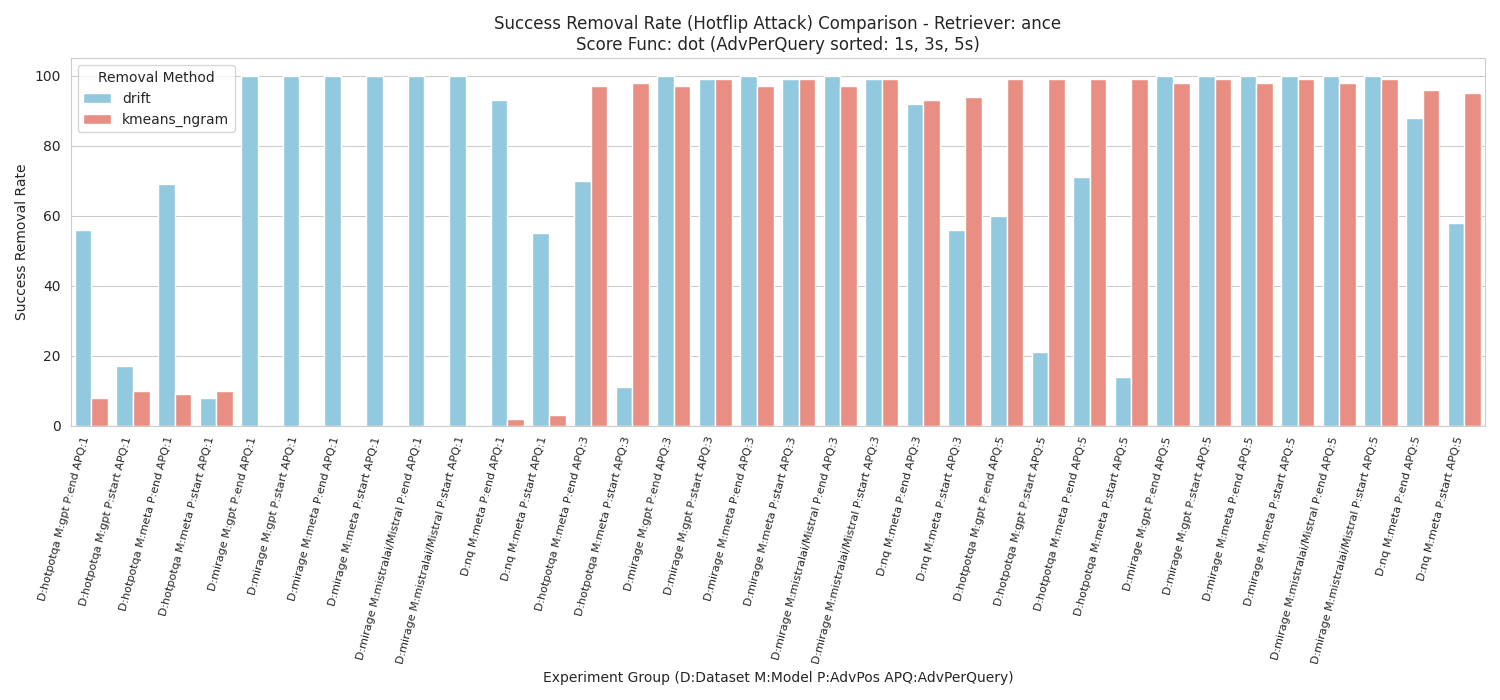 Success Removal Rate (Hotflip Attack) Comparison - Retriever: ance
Score Func: dot (AdvPerQuery sorted: 1s, 3s, 5s)
Removal Method
drift
kmeans_ngram
Success Removal Rate
100
80
60
40
20
0
D:hotpotqa M:gpt P:end APQ:1
D:hotpotqa M:gpt P:start APQ:1
D:hotpotqa M:meta P:end APQ:1
D:hotpotqa M:meta P:start APQ:1
D:mirage M:gpt P:end APQ:1
D:mirage M:gpt P:start APQ:1
D:mirage M:meta P:end APQ:1
D:mirage M:meta P:start APQ:1
D:mirage M:mistralai/Mistral P:end APQ:1
D:mirage M:mistralai/Mistral P:start APQ:1
D:nq M:meta P:end APQ:1
D:nq M:meta P:start APQ:1
D:hotpotqa M:meta P:end APQ:3
D:hotpotqa M:meta P:start APQ:3
D:mirage M:gpt P:end APQ:3
D:mirage M:gpt P:start APQ:3
D:mirage M:meta P:end APQ:3
D:mirage M:meta P:start APQ:3
D:mirage M:mistralai/Mistral P:end APQ:3
D:mirage M:mistralai/Mistral P:start APQ:3
D:nq M:meta P:end APQ:3
D:nq M:meta P:start APQ:3
D:hotpotqa M:gpt P:end APQ:5
D:hotpotqa M:gpt P:start APQ:5
D:hotpotqa M:meta P:end APQ:5
D:hotpotqa M:meta P:start APQ:5
D:mirage M:gpt P:end APQ:5
D:mirage M:gpt P:start APQ:5
D:mirage M:meta P:end APQ:5
D:mirage M:meta P:start APQ:5
D:mirage M:mistralai/Mistral P:end APQ:5
D:mirage M:mistralai/Mistral P:start APQ:5
D:nq M:meta P:end APQ:5
D:nq M:meta P:start APQ:5
Experiment Group (D:Dataset M:Model P:AdvPos APQ:AdvPerQuery)